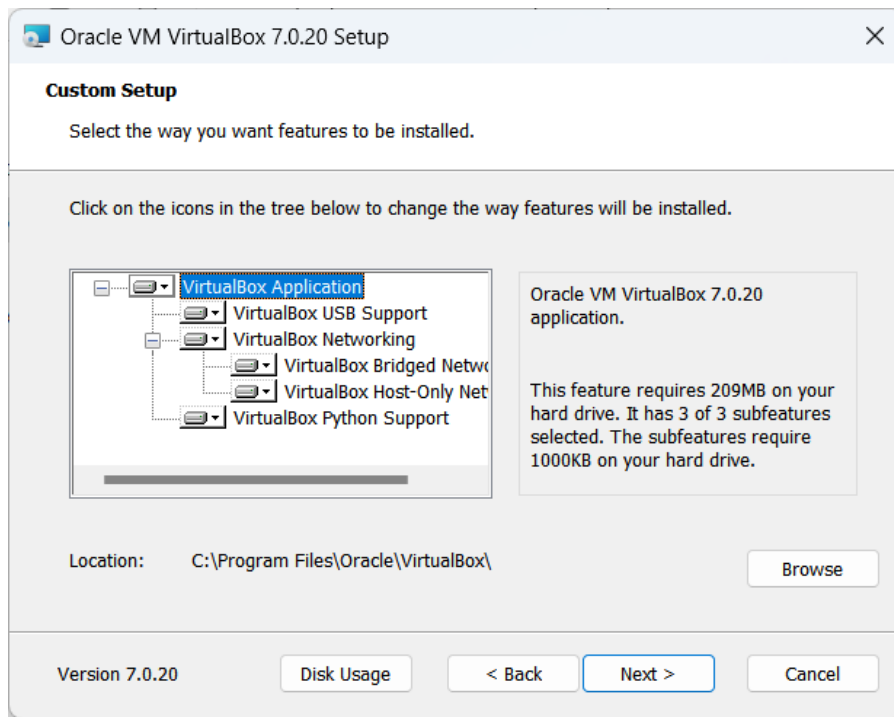 Oracle VM VirtualBox 7.0.20 Setup
Custom Setup
Select the way you want features to be installed.
Click on the icons in the tree below to change the way features will be installed.
VirtualBox Application
VirtualBox USB Support
VirtualBox Networking
VirtualBox Bridged Netwo
VirtualBox Host-Only Net
VirtualBox Python Support
Oracle VM VirtualBox 7.0.20
application.
This feature requires 209MB on your
hard drive. It has 3 of 3 subfeatures
selected. The subfeatures require
1000KB on your hard drive.
Location: C:\Program Files\Oracle\VirtualBox\
Browse
Version 7.0.20
Disk Usage
< Back
Next >
Cancel